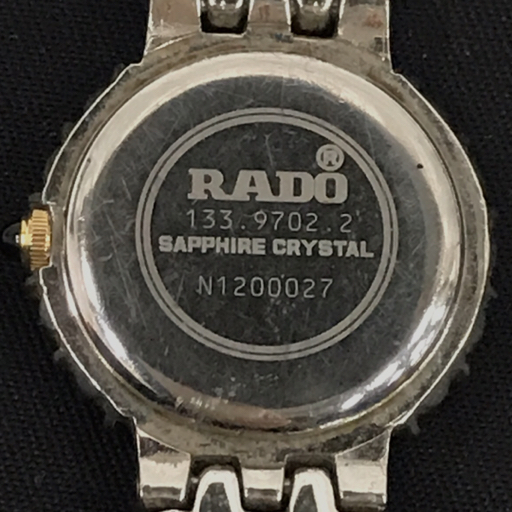 RADO®
133.9702.2
SAPPHIRE CRYSTAL
N1200027